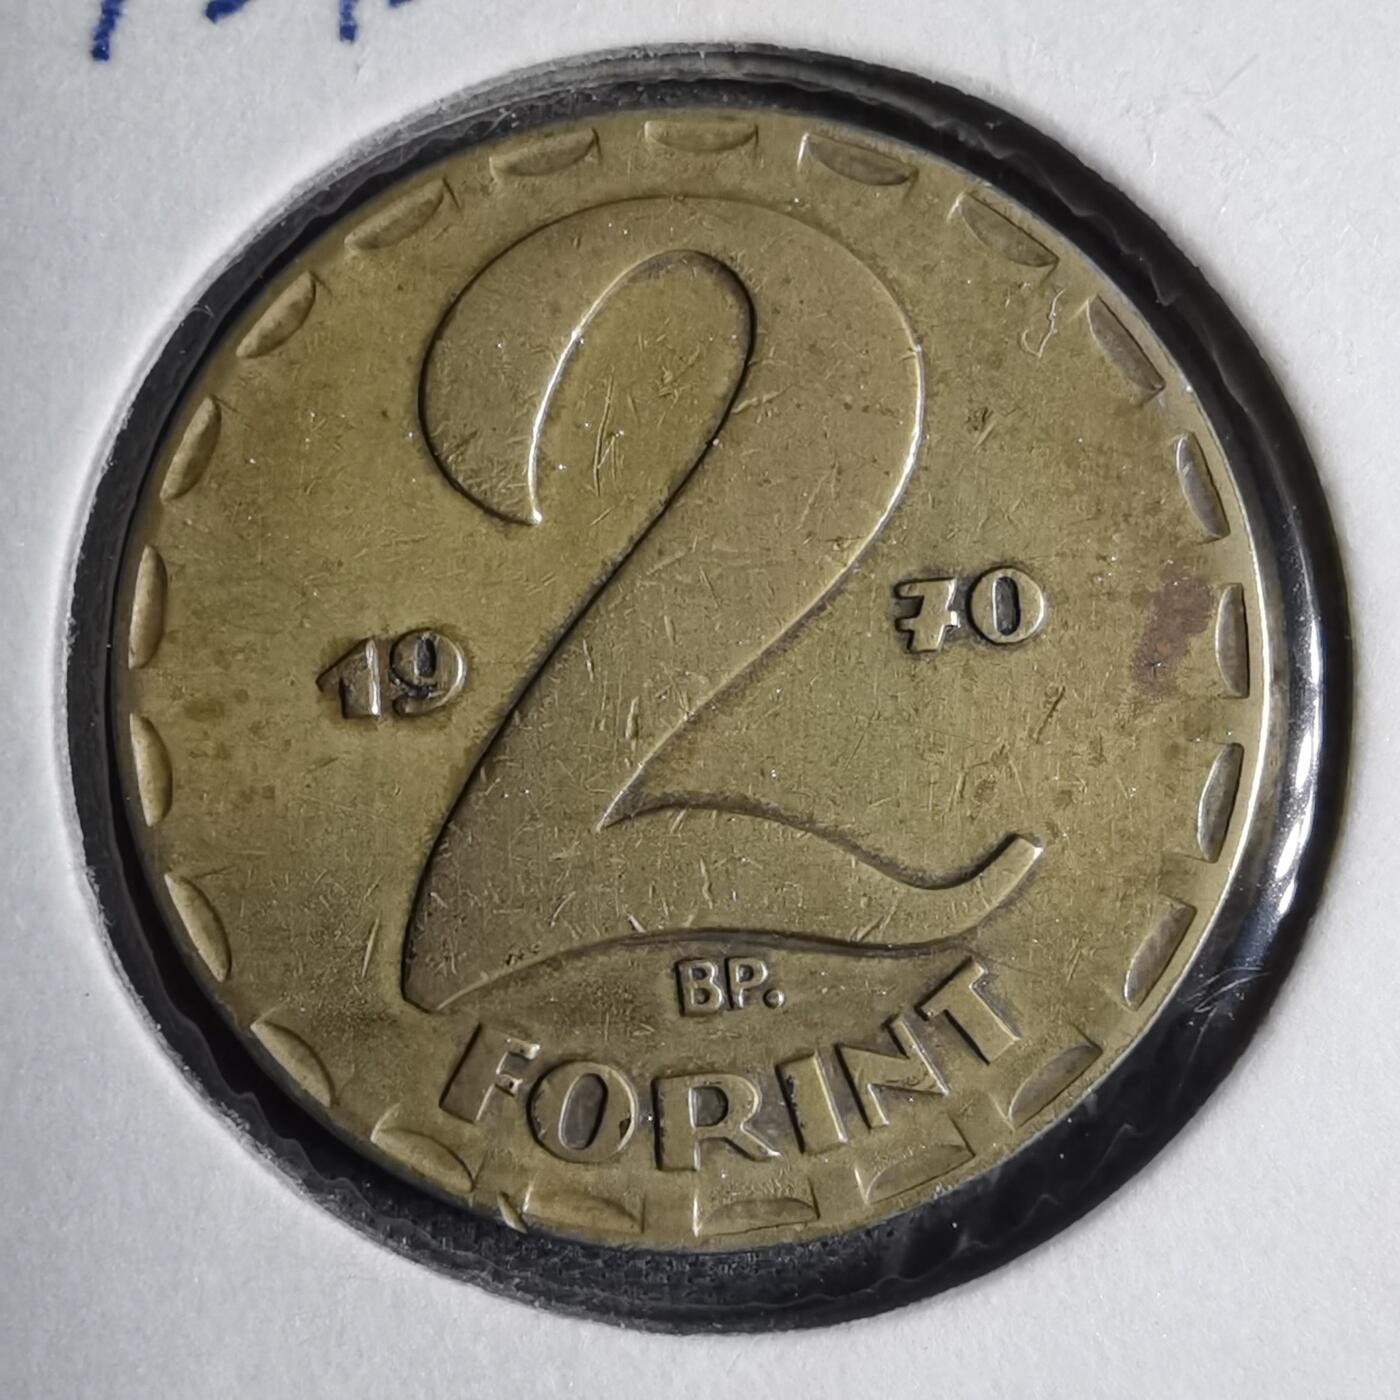 2
19 70
BP.
FORINT